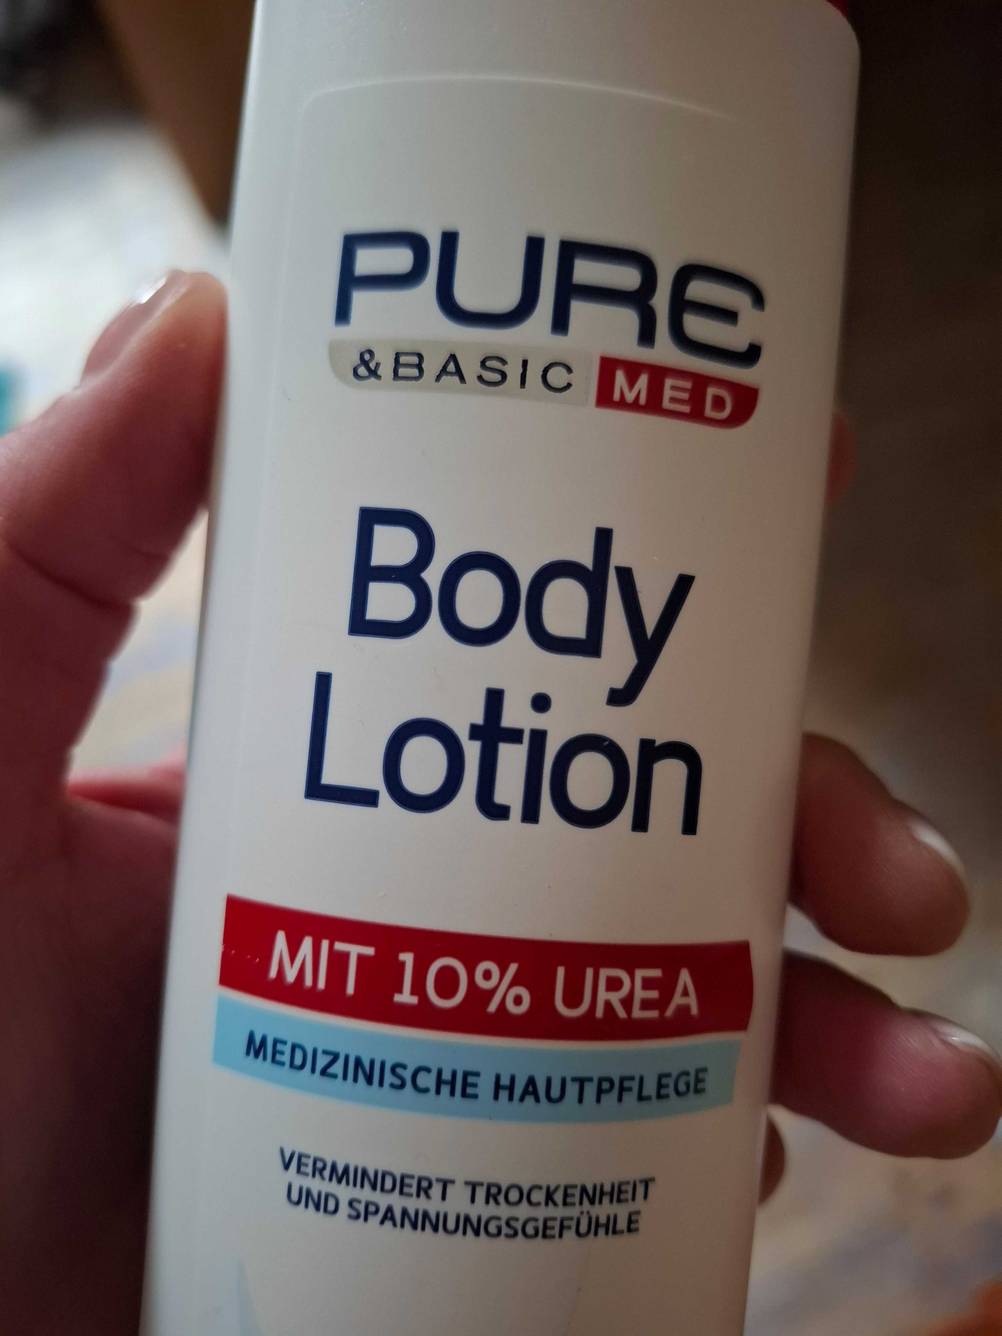 PURE
&BASIC MED
Body
Lotion
MIT 10% UREA
MEDIZINISCHE HAUTPFLEGE
VERMINDERT TROCKENHEIT
UND SPANNUNGSGEFÜHLE